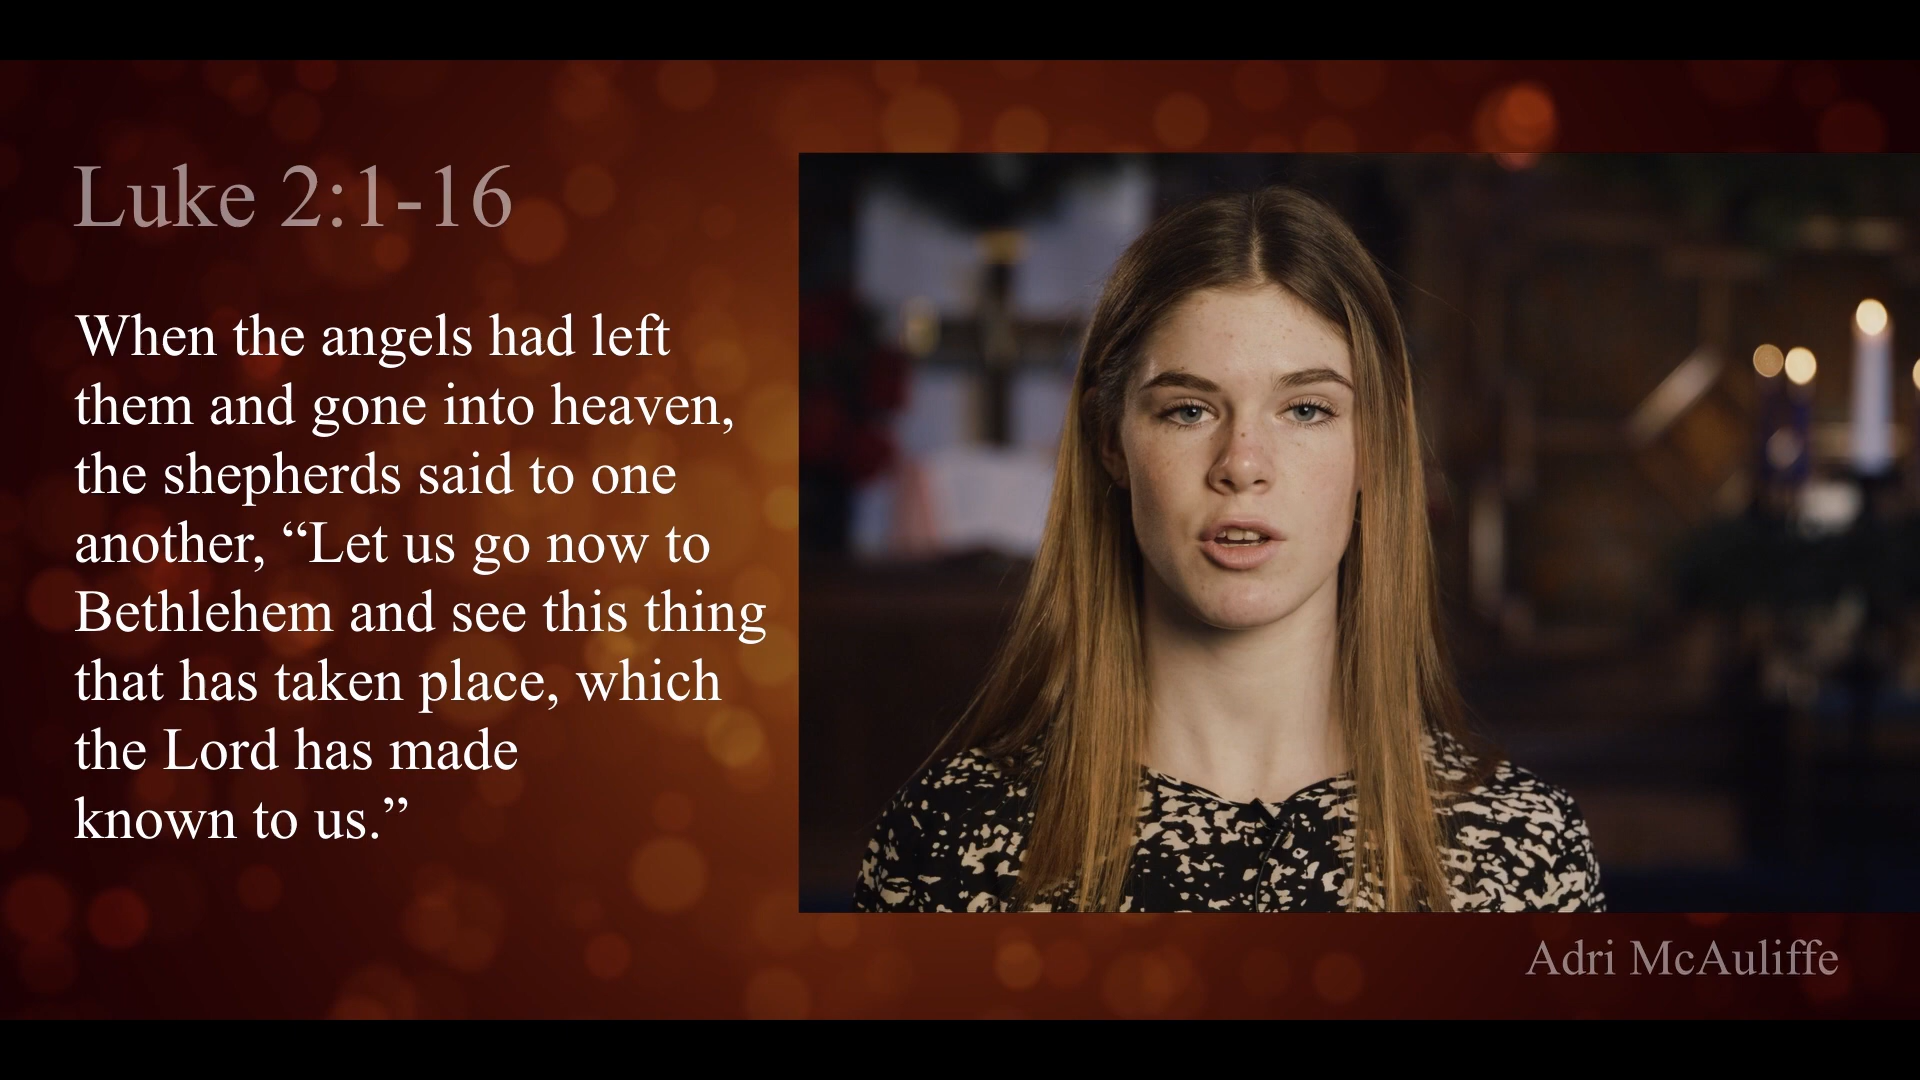 Luke 2:1-16
When the angels had left
them and gone into heaven,
the shepherds said to one
another, “Let us go now to
Bethlehem and see this thing
that has taken place, which
the Lord has made
known to us.”
Adri McAuliffe